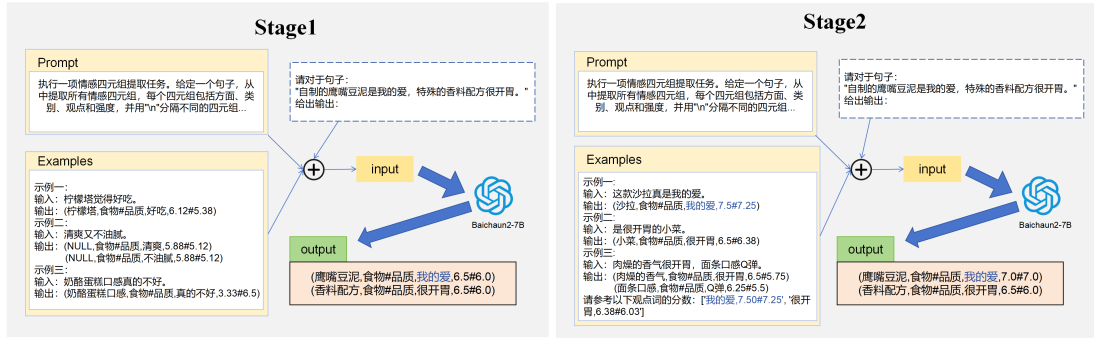 Stage1
Prompt
执行一项情感四元组提取任务。给定一个句子，从
中提取所有情感四元组，每个四元组包括方面、类
别、观点和强度，并用"\n"分隔不同的四元组...
请对于句子：
"自制的鹰嘴豆泥是我的爱，特殊的香料配方很开胃。"
给出输出：
Examples
示例一：
输入：柠檬塔觉得好吃。
输出：(柠檬塔,食物#品质,好吃,6.12#5.38)
示例二：
输入：清爽又不油腻。
输出：(NULL,食物#品质,清爽,5.88#5.12)
(NULL,食物#品质,不油腻,5.88#5.12)
示例三：
输入：奶酪蛋糕口感真的不好。
输出：(奶酪蛋糕口感,食物#品质,真的不好,3.33#6.5)
input
Baichaun2-7B
output
(鹰嘴豆泥,食物#品质,我的爱,6.5#6.0)
(香料配方,食物#品质,很开胃,6.5#6.0)
Stage2
Prompt
执行一项情感四元组提取任务。给定一个句子，从
中提取所有情感四元组，每个四元组包括方面、类
别、观点和强度，并用"\n"分隔不同的四元组...
请对于句子：
"自制的鹰嘴豆泥是我的爱，特殊的香料配方很开胃。"
给出输出：
Examples
示例一：
输入：这款沙拉真是我的爱。
输出：(沙拉,食物#品质,我的爱,7.5#7.25)
示例二：
输入：是很开胃的小菜。
输出：(小菜,食物#品质,很开胃,6.5#6.38)
示例三：
输入：肉燥的香气很开胃，面条口感Q弹。
输出：(肉燥的香气,食物#品质,很开胃,6.5#5.75)
(面条口感,食物#品质,Q弹,6.25#5.5)
请参考以下观点词的分数：['我的爱,7.50#7.25', '很开
胃,6.38#6.03']
input
Baichaun2-7B
output
(鹰嘴豆泥,食物#品质,我的爱,7.0#7.0)
(香料配方,食物#品质,很开胃,6.5#6.0)